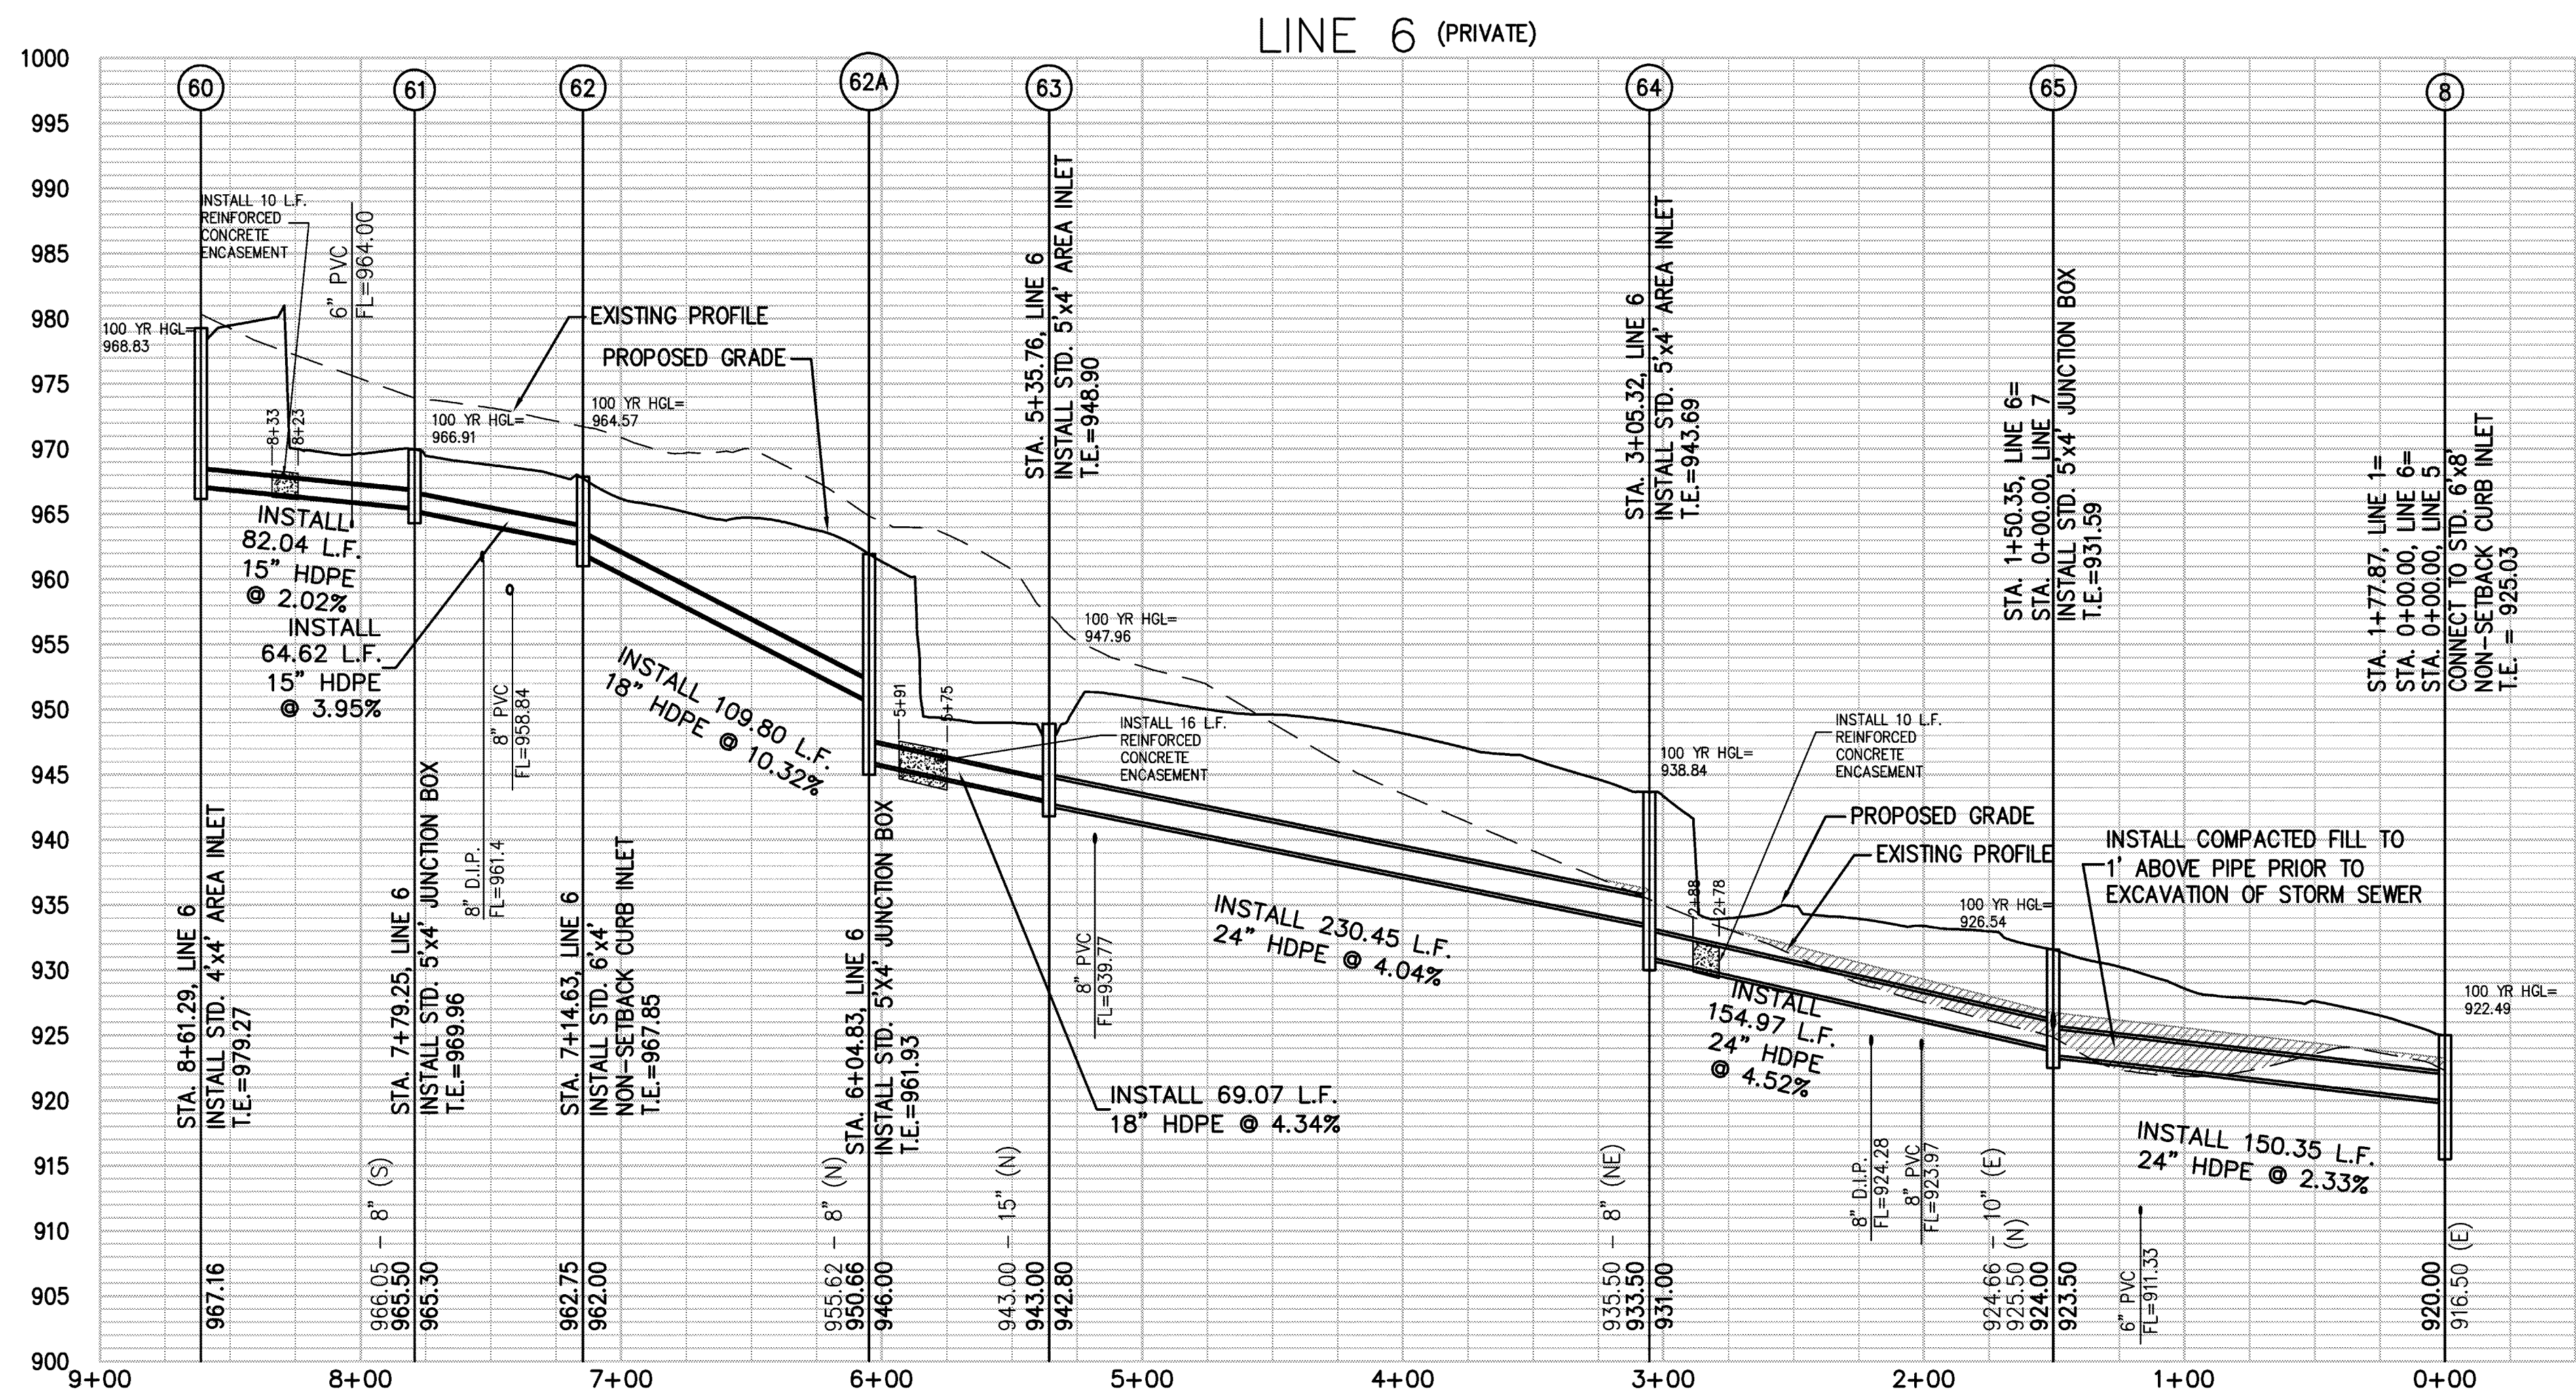 LINE 6 (PRIVATE)
1000
995
990
985
980
975
970
965
960
955
950
945
940
935
930
925
920
915
910
905
900
9+00
8+00
7+00
6+00
5+00
4+00
3+00
2+00
1+00
0+00
60
61
62
62A
63
64
65
8
INSTALL 10 L.F.
REINFORCED
CONCRETE
ENCASEMENT
6" PVC
FL=964.00
100 YR HGL=
968.83
8+33
8+23
EXISTING PROFILE
PROPOSED GRADE
100 YR HGL=
966.91
100 YR HGL=
964.57
INSTALL
82.04 L.F.
15" HDPE
@ 2.02%
INSTALL
64.62 L.F.
15" HDPE
@ 3.95%
8" PVC
FL=958.84
8" D.I.P.
FL=961.4
INSTALL 109.80 L.F.
18" HDPE @ 10.32%
STA. 8+61.29, LINE 6
INSTALL STD. 4'x4' AREA INLET
T.E.=979.27
STA. 7+79.25, LINE 6
INSTALL STD. 5'x4' JUNCTION BOX
T.E.=969.96
STA. 7+14.63, LINE 6
INSTALL STD. 6'x4'
NON-SETBACK CURB INLET
T.E.=967.85
STA. 6+04.83, LINE 6
INSTALL STD. 5'X4' JUNCTION BOX
T.E.=961.93
STA. 5+35.76, LINE 6
INSTALL STD. 5'x4' AREA INLET
T.E.=948.90
5+91
5+75
INSTALL 16 L.F.
REINFORCED
CONCRETE
ENCASEMENT
100 YR HGL=
947.96
8" PVC
FL=939.77
INSTALL 69.07 L.F.
18" HDPE @ 4.34%
INSTALL 230.45 L.F.
24" HDPE @ 4.04%
STA. 3+05.32, LINE 6
INSTALL STD. 5'x4' AREA INLET
T.E.=943.69
100 YR HGL=
938.84
2+88
2+78
INSTALL 10 L.F.
REINFORCED
CONCRETE
ENCASEMENT
PROPOSED GRADE
EXISTING PROFILE
100 YR HGL=
926.54
INSTALL
154.97 L.F.
24" HDPE
@ 4.52%
8" D.I.P.
FL=924.28
8" PVC
FL=923.97
STA. 1+50.35, LINE 6=
STA. 0+00.00, LINE 7
INSTALL STD. 5'x4' JUNCTION BOX
T.E.=931.59
INSTALL COMPACTED FILL TO
1' ABOVE PIPE PRIOR TO
EXCAVATION OF STORM SEWER
STA. 1+77.87, LINE 1=
STA. 0+00.00, LINE 6=
STA. 0+00.00, LINE 5
CONNECT TO STD. 6'x8'
NON-SETBACK CURB INLET
T.E. = 925.03
100 YR HGL=
922.49
INSTALL 150.35 L.F.
24" HDPE @ 2.33%
6" PVC
FL=911.33
967.16
966.05 - 8" (S)
965.50
965.30
962.75
962.00
955.62 - 8" (N)
950.66
946.00
943.00 - 15" (N)
943.00
942.80
935.50 - 8" (NE)
933.50
931.00
924.66 - 10" (E)
925.50 (N)
924.00
923.50
920.00
916.50 (E)